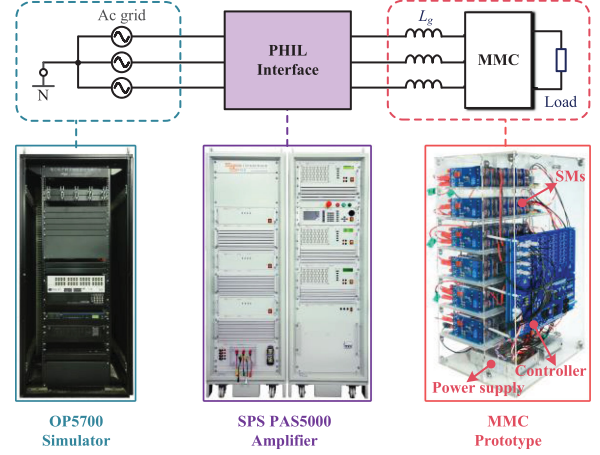 Ac grid
N
PHIL
Interface
Lg
MMC
Load
SMs
Controller
Power supply
OP5700
Simulator
SPS PAS5000
Amplifier
MMC
Prototype